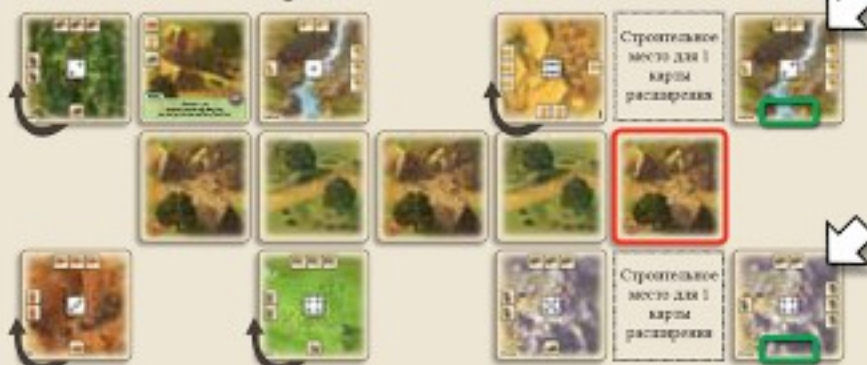 Строительное
место для 1
карты
расширения
Строительное
место для 1
карты
расширения